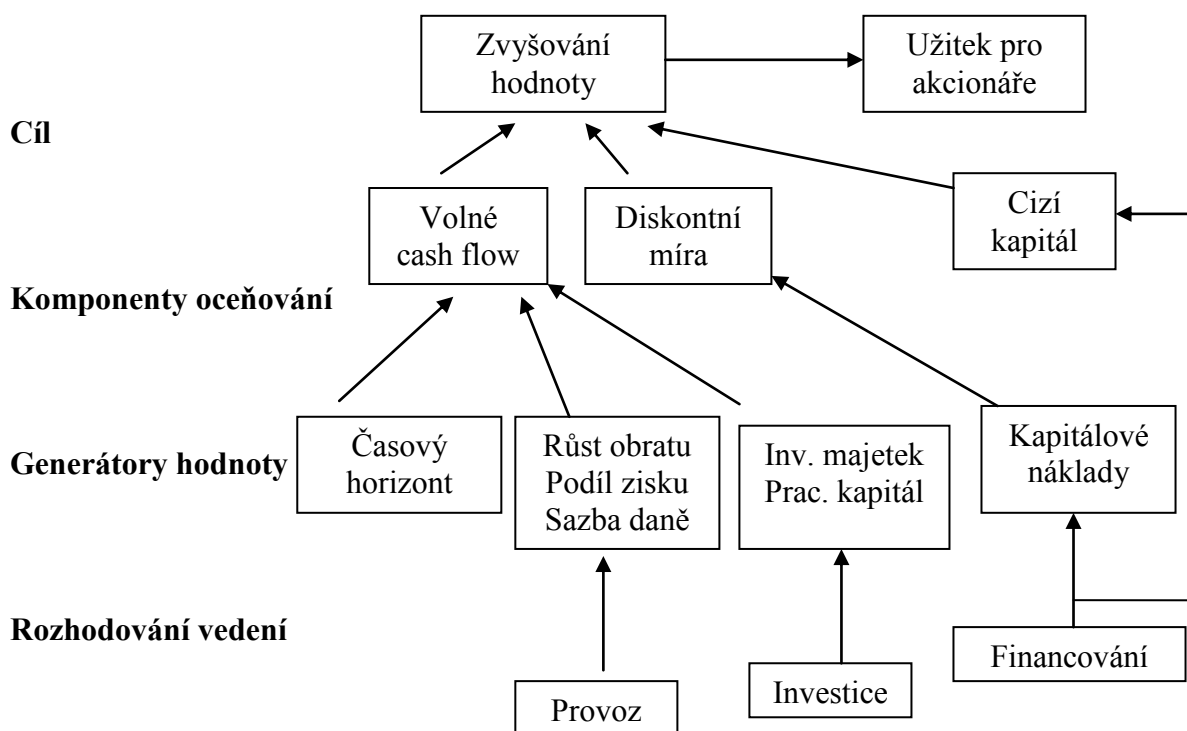 Zvyšování
hodnoty
Užitek pro
akcionáře
Cíl
Volné
cash flow
Diskontní
míra
Cizí
kapitál
Komponenty oceňování
Generátory hodnoty
Časový
horizont
Růst obratu
Podíl zisku
Sazba daně
Inv. majetek
Prac. kapitál
Kapitálové
náklady
Rozhodování vedení
Provoz
Investice
Financování